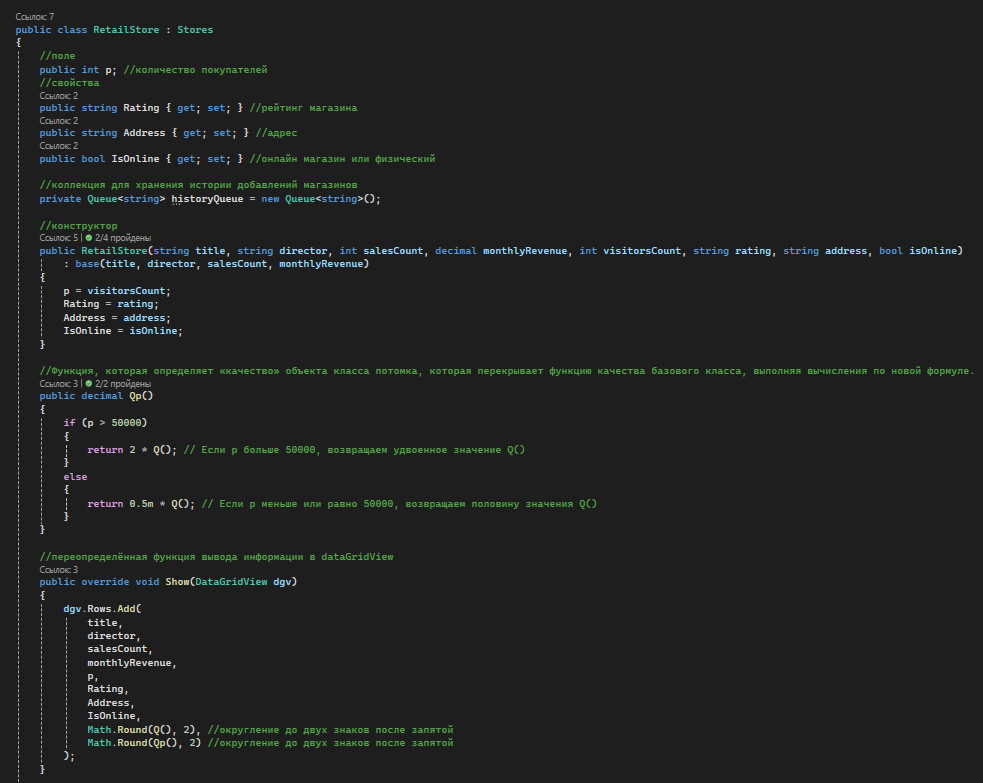 Ссылок: 7
public class RetailStore : Stores
{
//поле
public int p; //количество покупателей
//свойства
Ссылок: 2
public string Rating { get; set; } //рейтинг магазина
Ссылок: 2
public string Address { get; set; } //адрес
Ссылок: 2
public bool IsOnline { get; set; } //онлайн магазин или физический
//коллекция для хранения истории добавлений магазинов
private Queue<string> historyQueue = new Queue<string>();
//конструктор
Ссылок: 5 | 2/4 пройдены
public RetailStore(string title, string director, int salesCount, decimal monthlyRevenue, int visitorsCount, string rating, string address, bool isOnline)
: base(title, director, salesCount, monthlyRevenue)
{
p = visitorsCount;
Rating = rating;
Address = address;
IsOnline = isOnline;
}
//Функция, которая определяет «качество» объекта класса потомка, которая перекрывает функцию качества базового класса, выполняя вычисления по новой формуле.
Ссылок: 3 | 2/2 пройдены
public decimal Qp()
{
if (p > 50000)
{
return 2 * Q(); // Если p больше 50000, возвращаем удвоенное значение Q()
}
else
{
return 0.5m * Q(); // Если p меньше или равно 50000, возвращаем половину значения Q()
}
}
//переопределённая функция вывода информации в dataGridView
Ссылок: 3
public override void Show(DataGridView dgv)
{
dgv.Rows.Add(
title,
director,
salesCount,
monthlyRevenue,
p,
Rating,
Address,
IsOnline,
Math.Round(Q(), 2), //округление до двух знаков после запятой
Math.Round(Qp(), 2) //округление до двух знаков после запятой
);
}